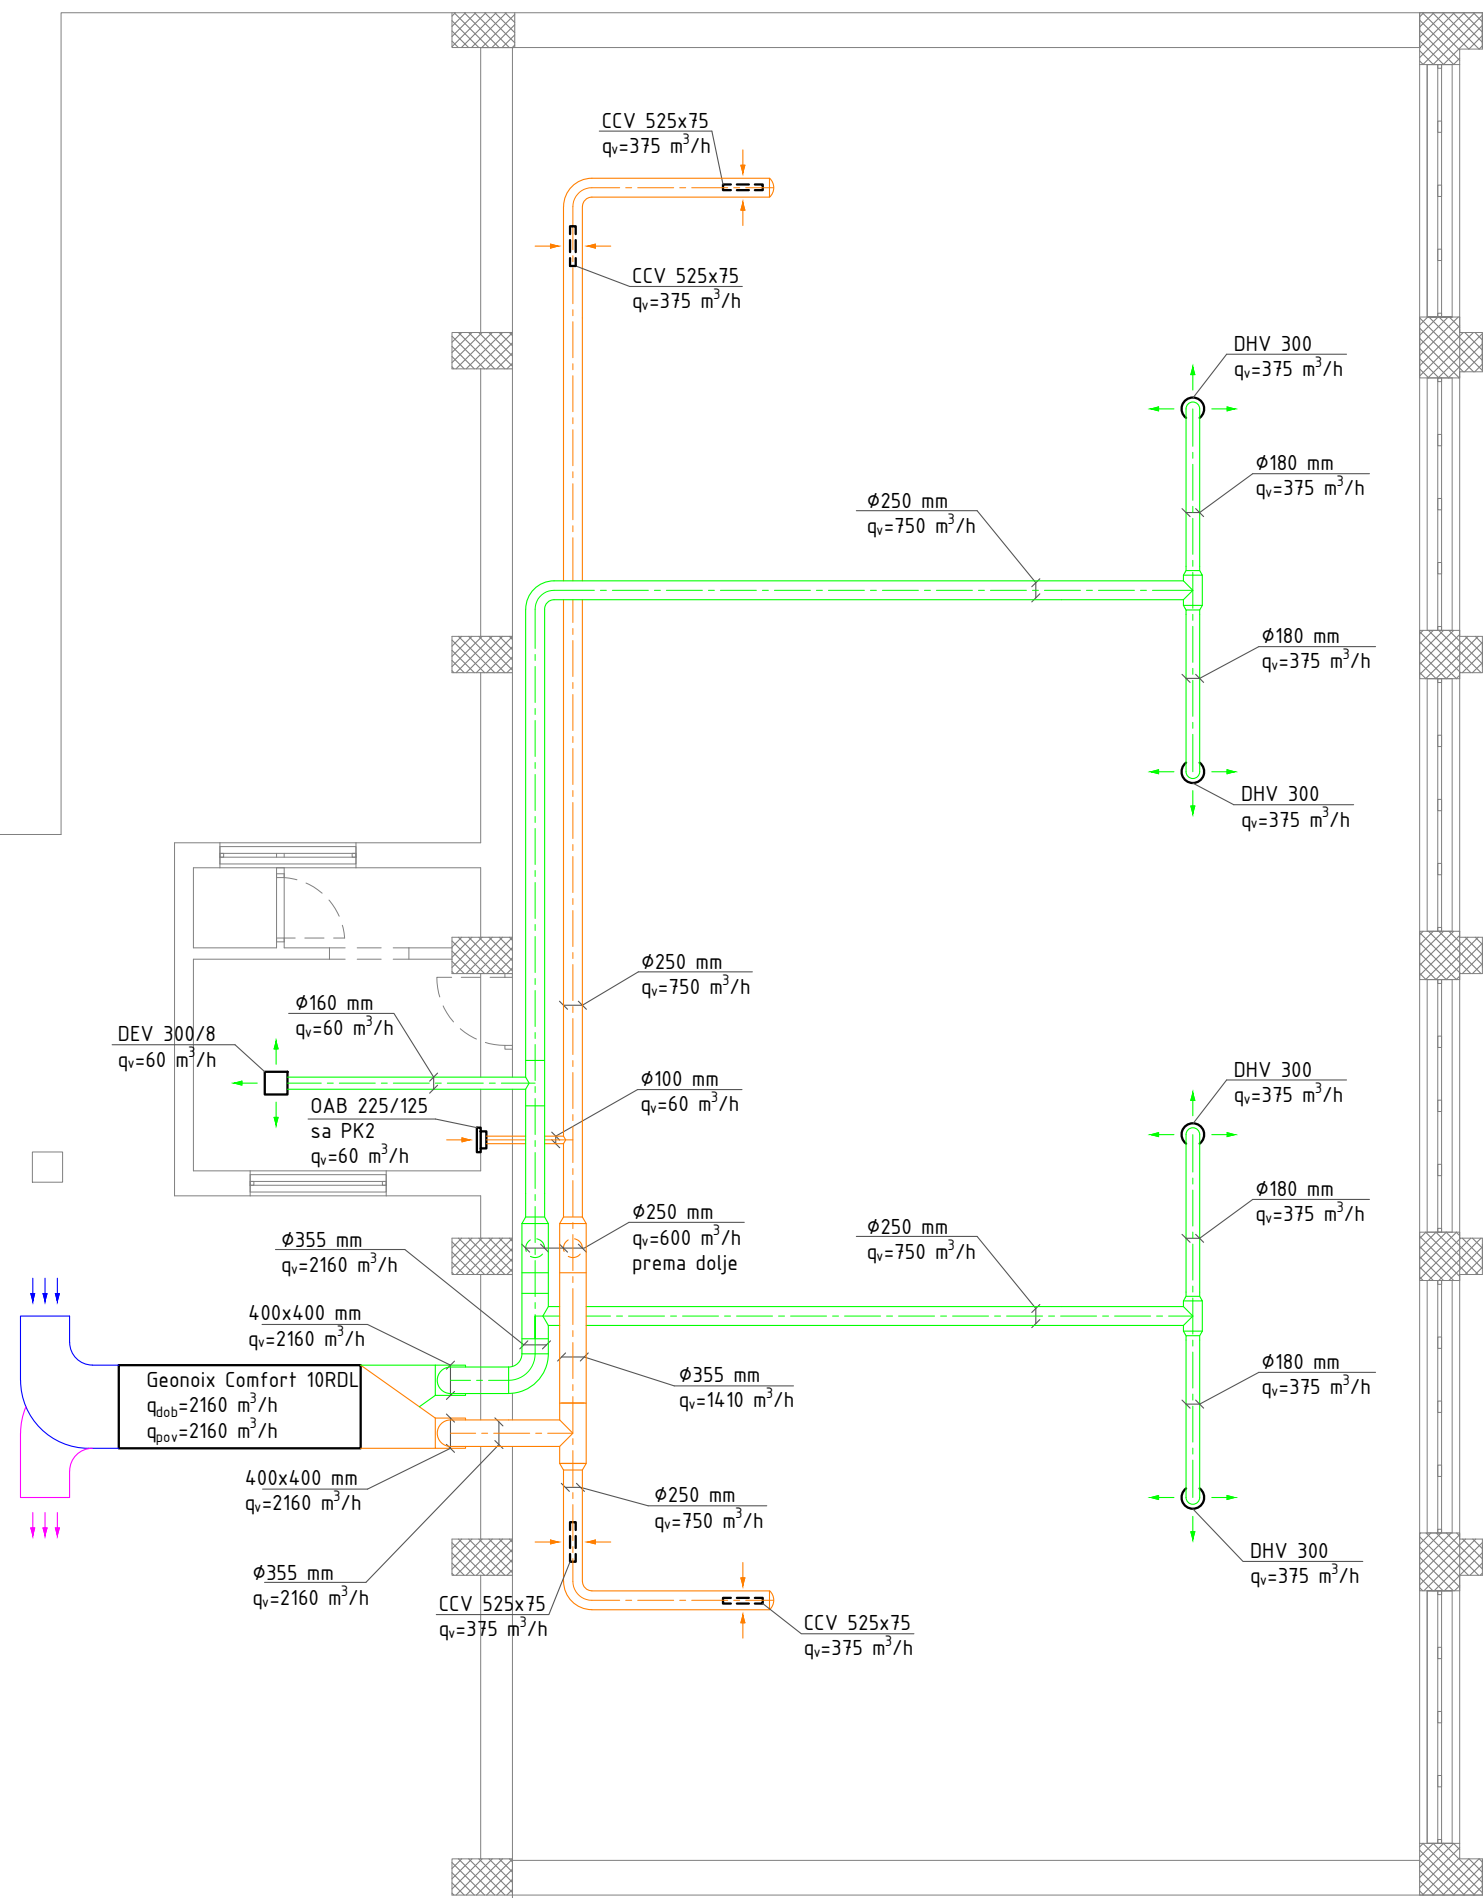 CCV 525x75
qᵥ=375 m³/h
CCV 525x75
qᵥ=375 m³/h
DHV 300
qᵥ=375 m³/h
Ø180 mm
qᵥ=375 m³/h
Ø250 mm
qᵥ=750 m³/h
Ø180 mm
qᵥ=375 m³/h
DHV 300
qᵥ=375 m³/h
Ø250 mm
qᵥ=750 m³/h
Ø160 mm
qᵥ=60 m³/h
DEV 300/8
qᵥ=60 m³/h
OAB 225/125
sa PK2
qᵥ=60 m³/h
Ø100 mm
qᵥ=60 m³/h
DHV 300
qᵥ=375 m³/h
Ø180 mm
qᵥ=375 m³/h
Ø250 mm
qᵥ=600 m³/h
prema dolje
Ø250 mm
qᵥ=750 m³/h
Ø355 mm
qᵥ=2160 m³/h
400x400 mm
qᵥ=2160 m³/h
Geonoix Comfort 10RDL
q_dob=2160 m³/h
q_pov=2160 m³/h
Ø355 mm
qᵥ=1410 m³/h
Ø180 mm
qᵥ=375 m³/h
400x400 mm
qᵥ=2160 m³/h
Ø250 mm
qᵥ=750 m³/h
DHV 300
qᵥ=375 m³/h
Ø355 mm
qᵥ=2160 m³/h
CCV 525x75
qᵥ=375 m³/h
CCV 525x75
qᵥ=375 m³/h